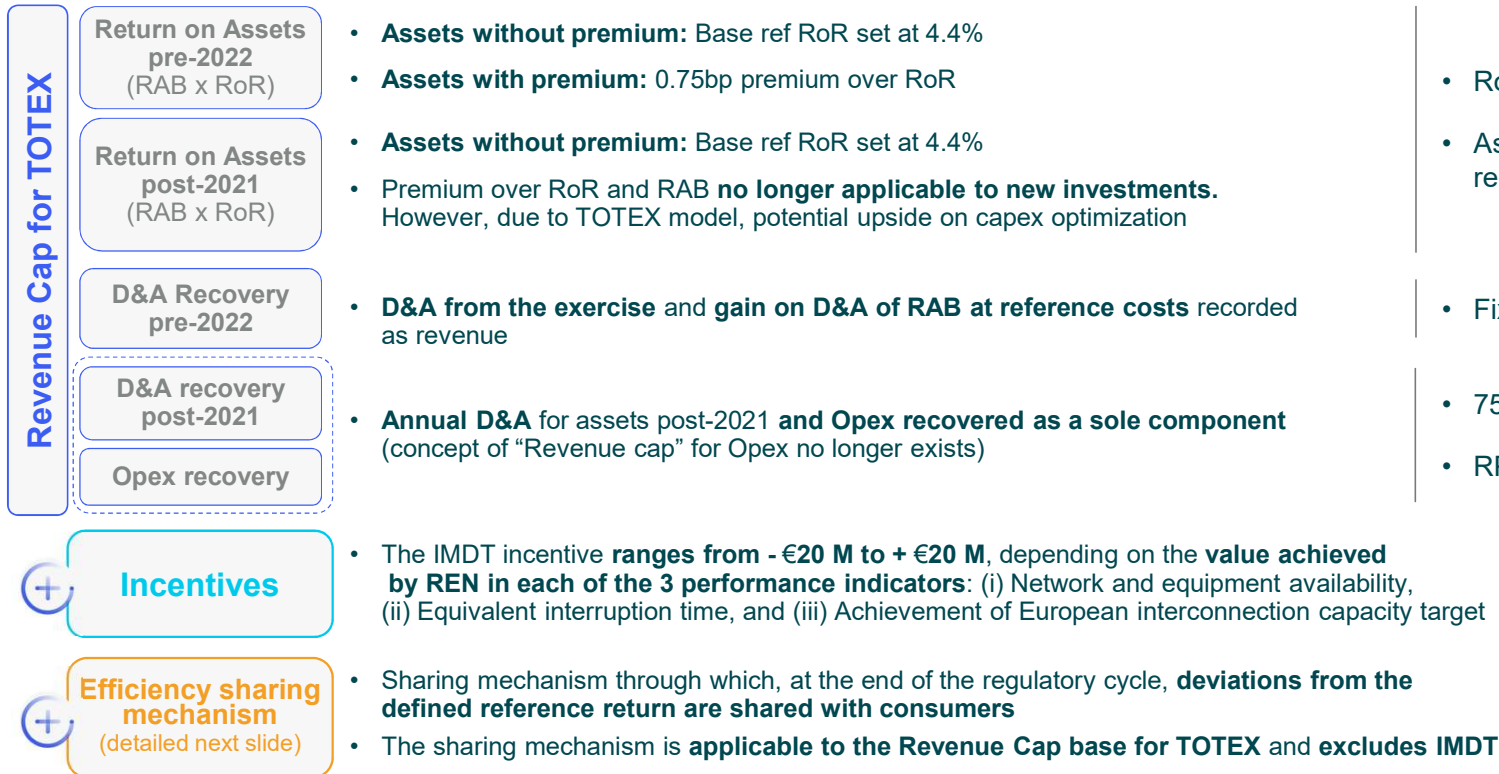 Revenue Cap for TOTEX
Return on Assets
pre-2022
(RAB x RoR)
• Assets without premium: Base ref RoR set at 4.4%
• Assets with premium: 0.75bp premium over RoR
Return on Assets
post-2021
(RAB x RoR)
• Assets without premium: Base ref RoR set at 4.4%
• Premium over RoR and RAB no longer applicable to new investments.
However, due to TOTEX model, potential upside on capex optimization
D&A Recovery
pre-2022
• D&A from the exercise and gain on D&A of RAB at reference costs recorded
as revenue
D&A recovery
post-2021
Opex recovery
• Annual D&A for assets post-2021 and Opex recovered as a sole component
(concept of “Revenue cap” for Opex no longer exists)
•
•
•
• 75
•
Incentives
• The IMDT incentive ranges from - €20 M to + €20 M, depending on the value achieved
by REN in each of the 3 performance indicators: (i) Network and equipment availability,
(ii) Equivalent interruption time, and (iii) Achievement of European interconnection capacity target
Efficiency sharing
mechanism
(detailed next slide)
• Sharing mechanism through which, at the end of the regulatory cycle, deviations from the
defined reference return are shared with consumers
• The sharing mechanism is applicable to the Revenue Cap base for TOTEX and excludes IMDT